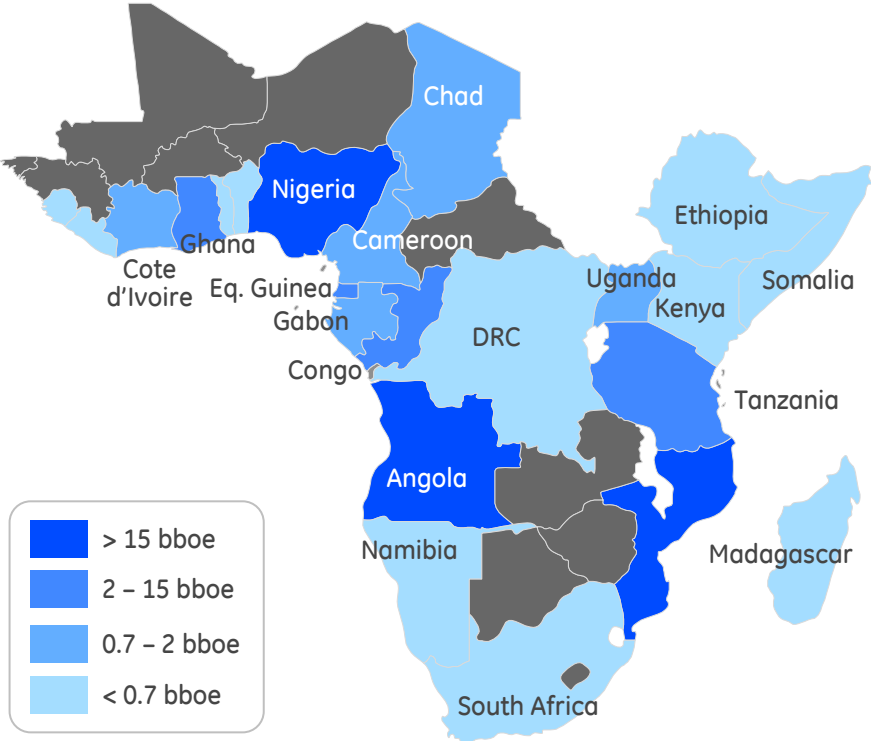 Chad
Nigeria
Ethiopia
Ghana
Cameroon
Cote
d’Ivoire
Eq. Guinea
Uganda
Somalia
Kenya
Gabon
DRC
Congo
Tanzania
Angola
Namibia
Madagascar
South Africa
> 15 bboe
2 – 15 bboe
0.7 – 2 bboe
< 0.7 bboe